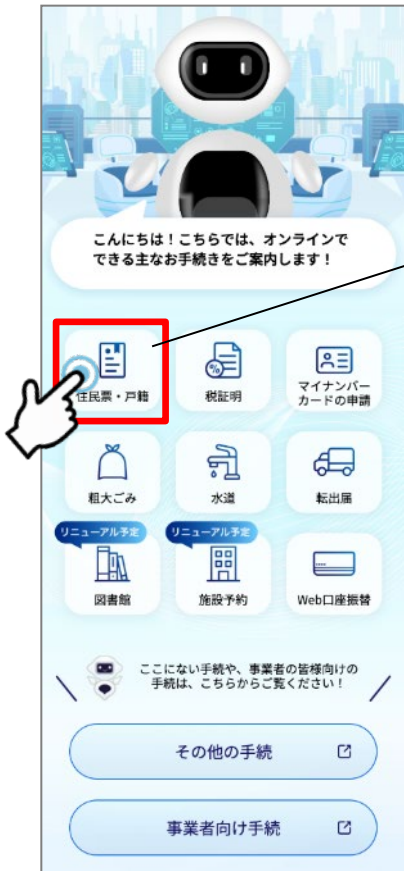 こんにちは！こちらでは、オンラインで
できる主なお手続きをご案内します！
住民票・戸籍
税証明
マイナンバー
カードの申請
粗大ごみ
水道
転出届
リニューアル予定
図書館
リニューアル予定
施設予約
Web口座振替
ここにない手続や、事業者の皆様向けの
手続は、こちらからご覧ください！
その他の手続
事業者向け手続